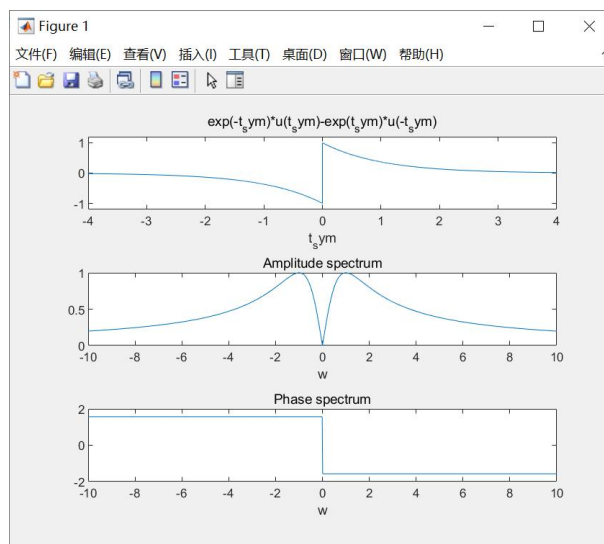 Figure 1
文件(F) 编辑(E) 查看(V) 插入(I) 工具(T) 桌面(D) 窗口(W) 帮助(H)
exp(-t_sym)*u(t_sym)-exp(t_sym)*u(-t_sym)
1
0
-1
-4 -3 -2 -1 0 1 2 3 4
t_sym
Amplitude spectrum
1
0.5
0
-10 -8 -6 -4 -2 0 2 4 6 8 10
w
Phase spectrum
2
0
-2
-10 -8 -6 -4 -2 0 2 4 6 8 10
w